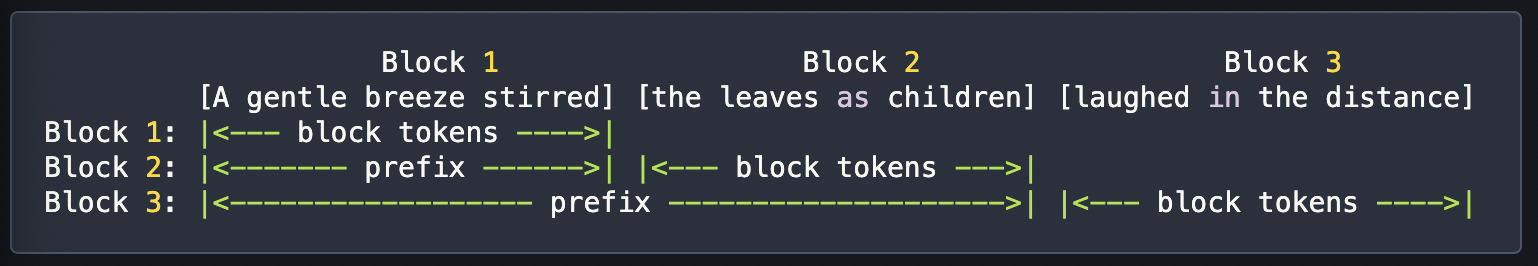 Block 1 Block 2 Block 3
[A gentle breeze stirred] [the leaves as children] [laughed in the distance]
Block 1: |<--- block tokens ---->|
Block 2: |<------- prefix ------>| |<--- block tokens --->|
Block 3: |<------------------ prefix -------------------->| |<--- block tokens ---->|